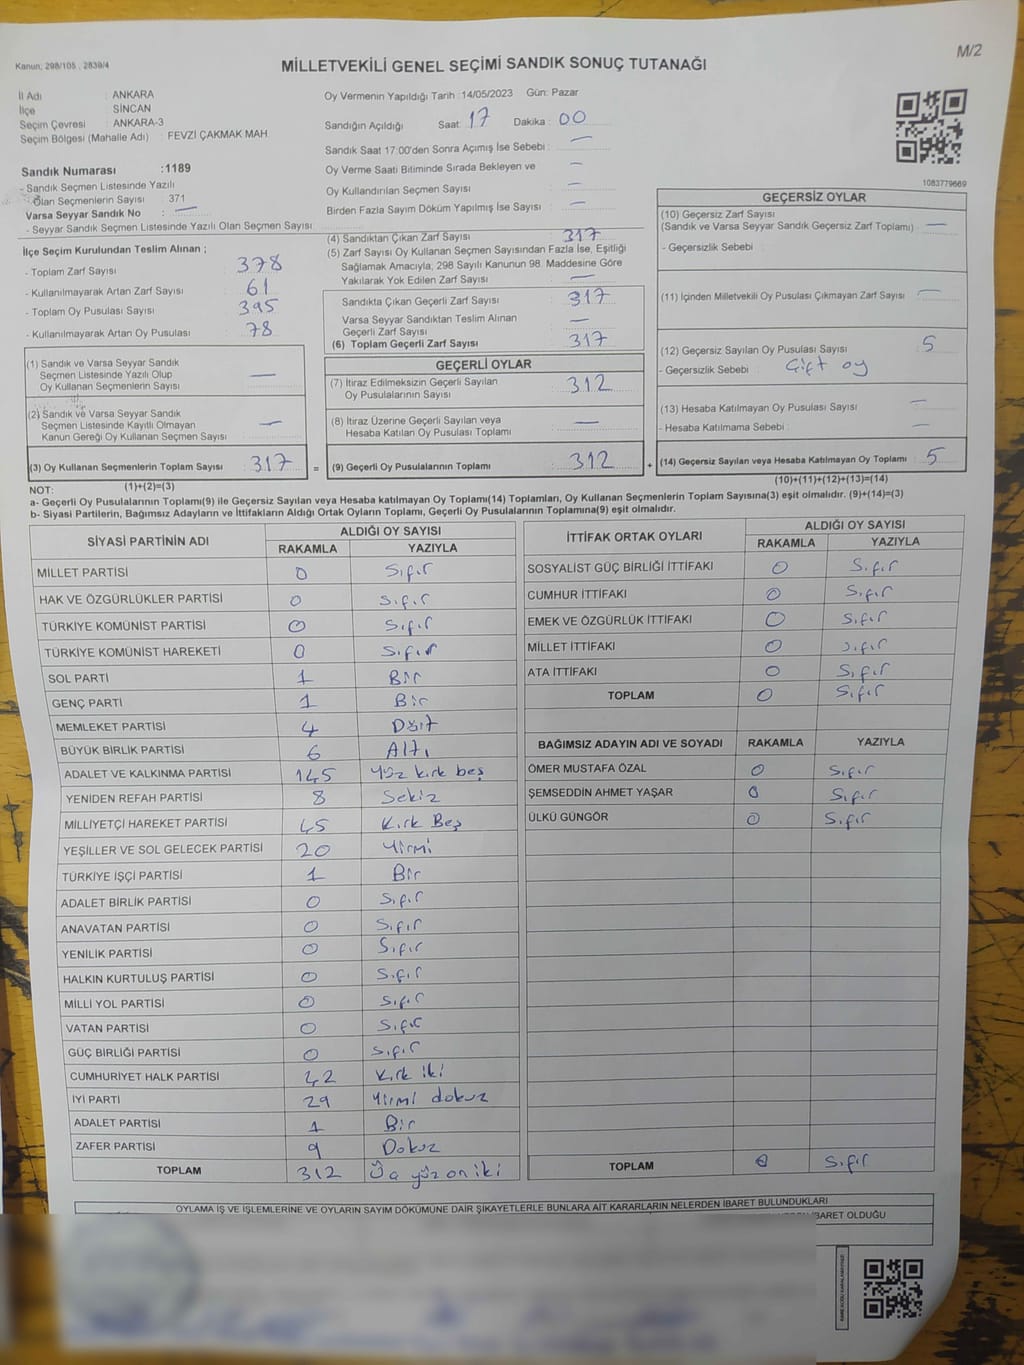 M/2
Kanun, 298/105 , 2839/4
MİLLETVEKİLİ GENEL SEÇİMİ SANDIK SONUÇ TUTANAĞI
İl Adı : ANKARA
İlçe : SİNCAN
Seçim Çevresi : ANKARA-3
Seçim Bölgesi (Mahalle Adı) : FEVZİ ÇAKMAK MAH.
Sandık Numarası :1189
- Sandık Seçmen Listesinde Yazılı
Olan Seçmenlerin Sayısı : 371
Varsa Seyyar Sandık No : —
- Seyyar Sandık Seçmen Listesinde Yazılı Olan Seçmen Sayısı :
Oy Vermenin Yapıldığı Tarih :14/05/2023 Gün: Pazar
Sandığın Açıldığı Saat: 17 Dakika : 00
Sandık Saat 17:00'den Sonra Açımış İse Sebebi : —
Oy Verme Saati Bitiminde Sırada Bekleyen ve —
Oy Kullandırılan Seçmen Sayısı : —
Birden Fazla Sayım Döküm Yapılmış İse Sayısı : —
1083779669
İlçe Seçim Kurulundan Teslim Alınan ;
- Toplam Zarf Sayısı : 378
- Kullanılmayarak Artan Zarf Sayısı : 61
- Toplam Oy Pusulası Sayısı : 395
- Kullanılmayarak Artan Oy Pusulası : 78
(1) Sandık ve Varsa Seyyar Sandık
Seçmen Listesinde Yazılı Olup
Oy Kullanan Seçmenlerin Sayısı : —
(2) Sandık ve Varsa Seyyar Sandık
Seçmen Listesinde Kayıtlı Olmayan
Kanun Gereği Oy Kullanan Seçmen Sayısı : —
(3) Oy Kullanan Seçmenlerin Toplam Sayısı : 317 =
(1)+(2)=(3)
(4) Sandıktan Çıkan Zarf Sayısı : 317
(5) Zarf Sayısı Oy Kullanan Seçmen Sayısından Fazla İse, Eşitliği
Sağlamak Amacıyla, 298 Sayılı Kanunun 98. Maddesine Göre
Yakılarak Yok Edilen Zarf Sayısı : —
Sandıkta Çıkan Geçerli Zarf Sayısı : 317
Varsa Seyyar Sandıktan Teslim Alınan
Geçerli Zarf Sayısı : —
(6) Toplam Geçerli Zarf Sayısı : 317
GEÇERLİ OYLAR
(7) İtiraz Edilmeksizin Geçerli Sayılan
Oy Pusulalarının Sayısı : 312
(8) İtiraz Üzerine Geçerli Sayılan veya
Hesaba Katılan Oy Pusulası Toplamı : —
(9) Geçerli Oy Pusulalarının Toplamı : 312 +
GEÇERSİZ OYLAR
(10) Geçersiz Zarf Sayısı
(Sandık ve Varsa Seyyar Sandık Geçersiz Zarf Toplamı) : —
- Geçersizlik Sebebi :
(11) İçinden Milletvekili Oy Pusulası Çıkmayan Zarf Sayısı : —
(12) Geçersiz Sayılan Oy Pusulası Sayısı : 5
- Geçersizlik Sebebi : Çift oy
(13) Hesaba Katılmayan Oy Pusulası Sayısı : —
- Hesaba Katılmama Sebebi : —
(14) Geçersiz Sayılan veya Hesaba Katılmayan Oy Toplamı : 5
(10)+(11)+(12)+(13)=(14)
NOT:
a- Geçerli Oy Pusulalarının Toplamı(9) ile Geçersiz Sayılan veya Hesaba katılmayan Oy Toplamı(14) Toplamları, Oy Kullanan Seçmenlerin Toplam Sayısına(3) eşit olmalıdır. (9)+(14)=(3)
b- Siyasi Partilerin, Bağımsız Adayların ve İttifakların Aldığı Ortak Oyların Toplamı, Geçerli Oy Pusulalarının Toplamına(9) eşit olmalıdır.
SİYASİ PARTİNİN ADI ALDIĞI OY SAYISI
RAKAMLA YAZIYLA
MİLLET PARTİSİ 0 Sıfır
HAK VE ÖZGÜRLÜKLER PARTİSİ 0 Sıfır
TÜRKİYE KOMÜNİST PARTİSİ 0 Sıfır
TÜRKİYE KOMÜNİST HAREKETİ 0 Sıfır
SOL PARTİ 1 Bir
GENÇ PARTİ 1 Bir
MEMLEKET PARTİSİ 4 Dört
BÜYÜK BİRLİK PARTİSİ 6 Altı
ADALET VE KALKINMA PARTİSİ 145 Yüz kırk beş
YENİDEN REFAH PARTİSİ 8 Sekiz
MİLLİYETÇİ HAREKET PARTİSİ 45 Kırk Beş
YEŞİLLER VE SOL GELECEK PARTİSİ 20 Yirmi
TÜRKİYE İŞÇİ PARTİSİ 1 Bir
ADALET BİRLİK PARTİSİ 0 Sıfır
ANAVATAN PARTİSİ 0 Sıfır
YENİLİK PARTİSİ 0 Sıfır
HALKIN KURTULUŞ PARTİSİ 0 Sıfır
MİLLİ YOL PARTİSİ 0 Sıfır
VATAN PARTİSİ 0 Sıfır
GÜÇ BİRLİĞİ PARTİSİ 0 Sıfır
CUMHURİYET HALK PARTİSİ 42 Kırk iki
İYİ PARTİ 29 Yirmi dokuz
ADALET PARTİSİ 1 Bir
ZAFER PARTİSİ 9 Dokuz
TOPLAM 312 Üç yüz on iki
İTTİFAK ORTAK OYLARI ALDIĞI OY SAYISI
RAKAMLA YAZIYLA
SOSYALİST GÜÇ BİRLİĞİ İTTİFAKI 0 Sıfır
CUMHUR İTTİFAKI 0 Sıfır
EMEK VE ÖZGÜRLÜK İTTİFAKI 0 Sıfır
MİLLET İTTİFAKI 0 Sıfır
ATA İTTİFAKI 0 Sıfır
TOPLAM 0 Sıfır
BAĞIMSIZ ADAYIN ADI VE SOYADI RAKAMLA YAZIYLA
ÖMER MUSTAFA ÖZAL 0 Sıfır
ŞEMSEDDİN AHMET YAŞAR 0 Sıfır
ÜLKÜ GÜNGÖR 0 Sıfır
TOPLAM 0 Sıfır
OYLAMA İŞ VE İŞLEMLERİNE VE OYLARIN SAYIM DÖKÜMÜNE DAİR ŞİKAYETLERLE BUNLARA AİT KARARLARIN NELERDEN İBARET BULUNDUKLARI
İBARET OLDUĞU